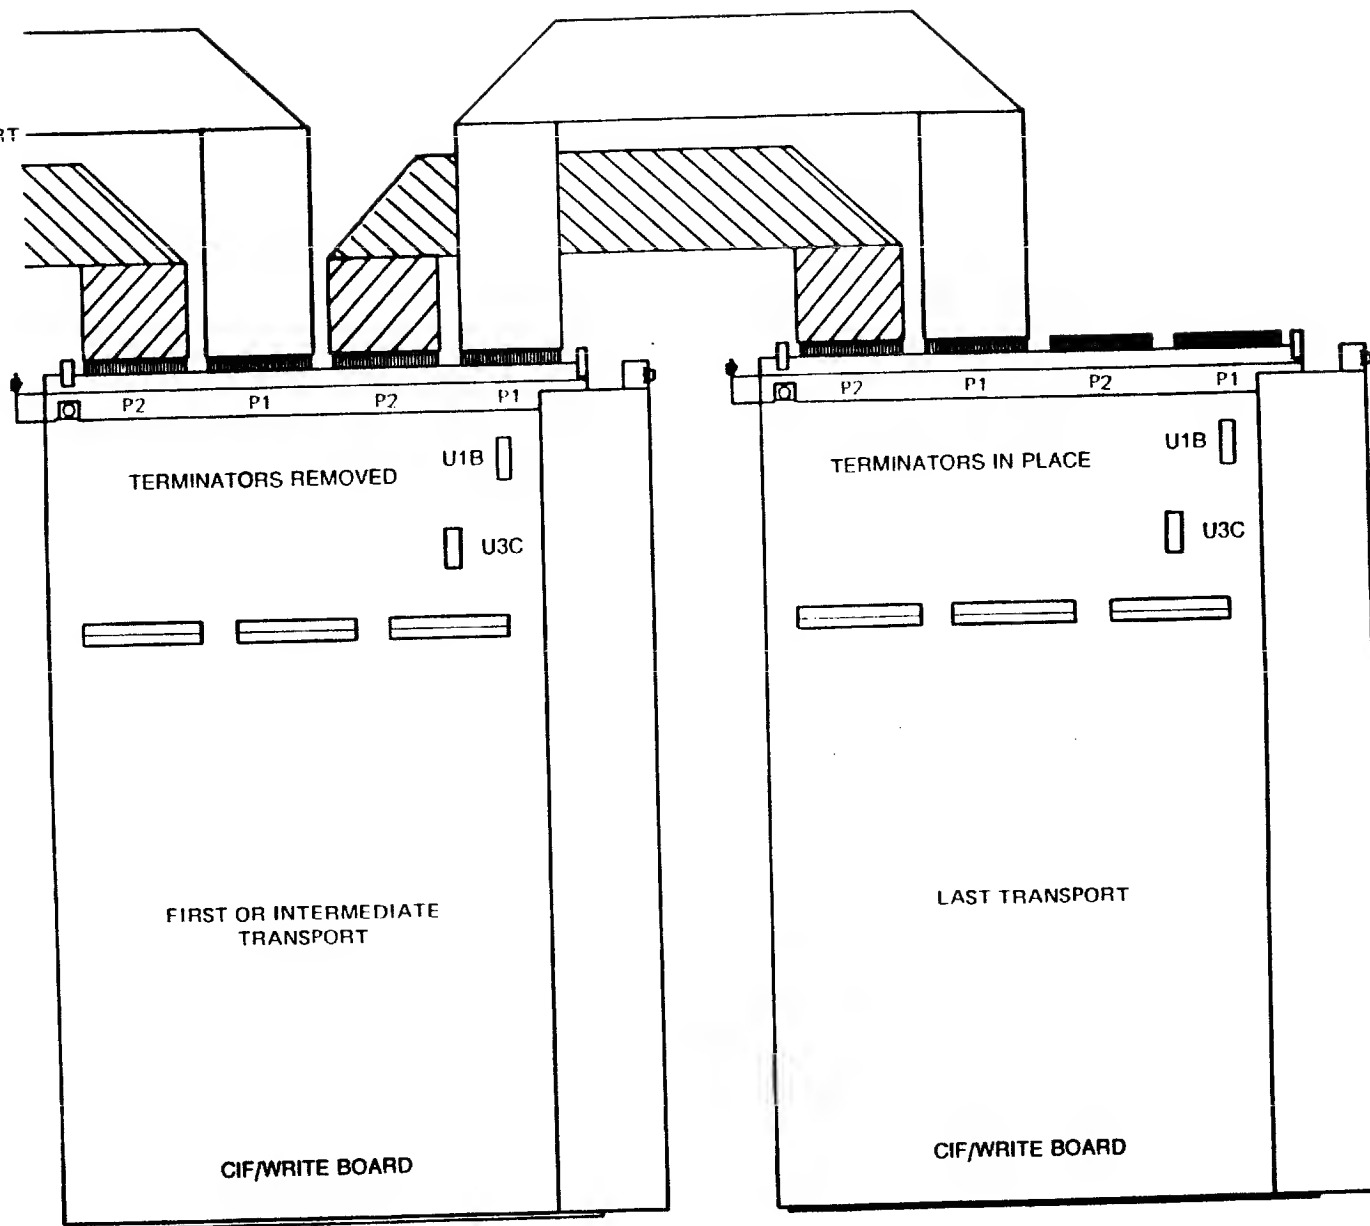 RT
P2 P1 P2 P1
TERMINATORS REMOVED
U1B
U3C
FIRST OR INTERMEDIATE
TRANSPORT
CIF/WRITE BOARD
P2 P1 P2 P1
TERMINATORS IN PLACE
U1B
U3C
LAST TRANSPORT
CIF/WRITE BOARD